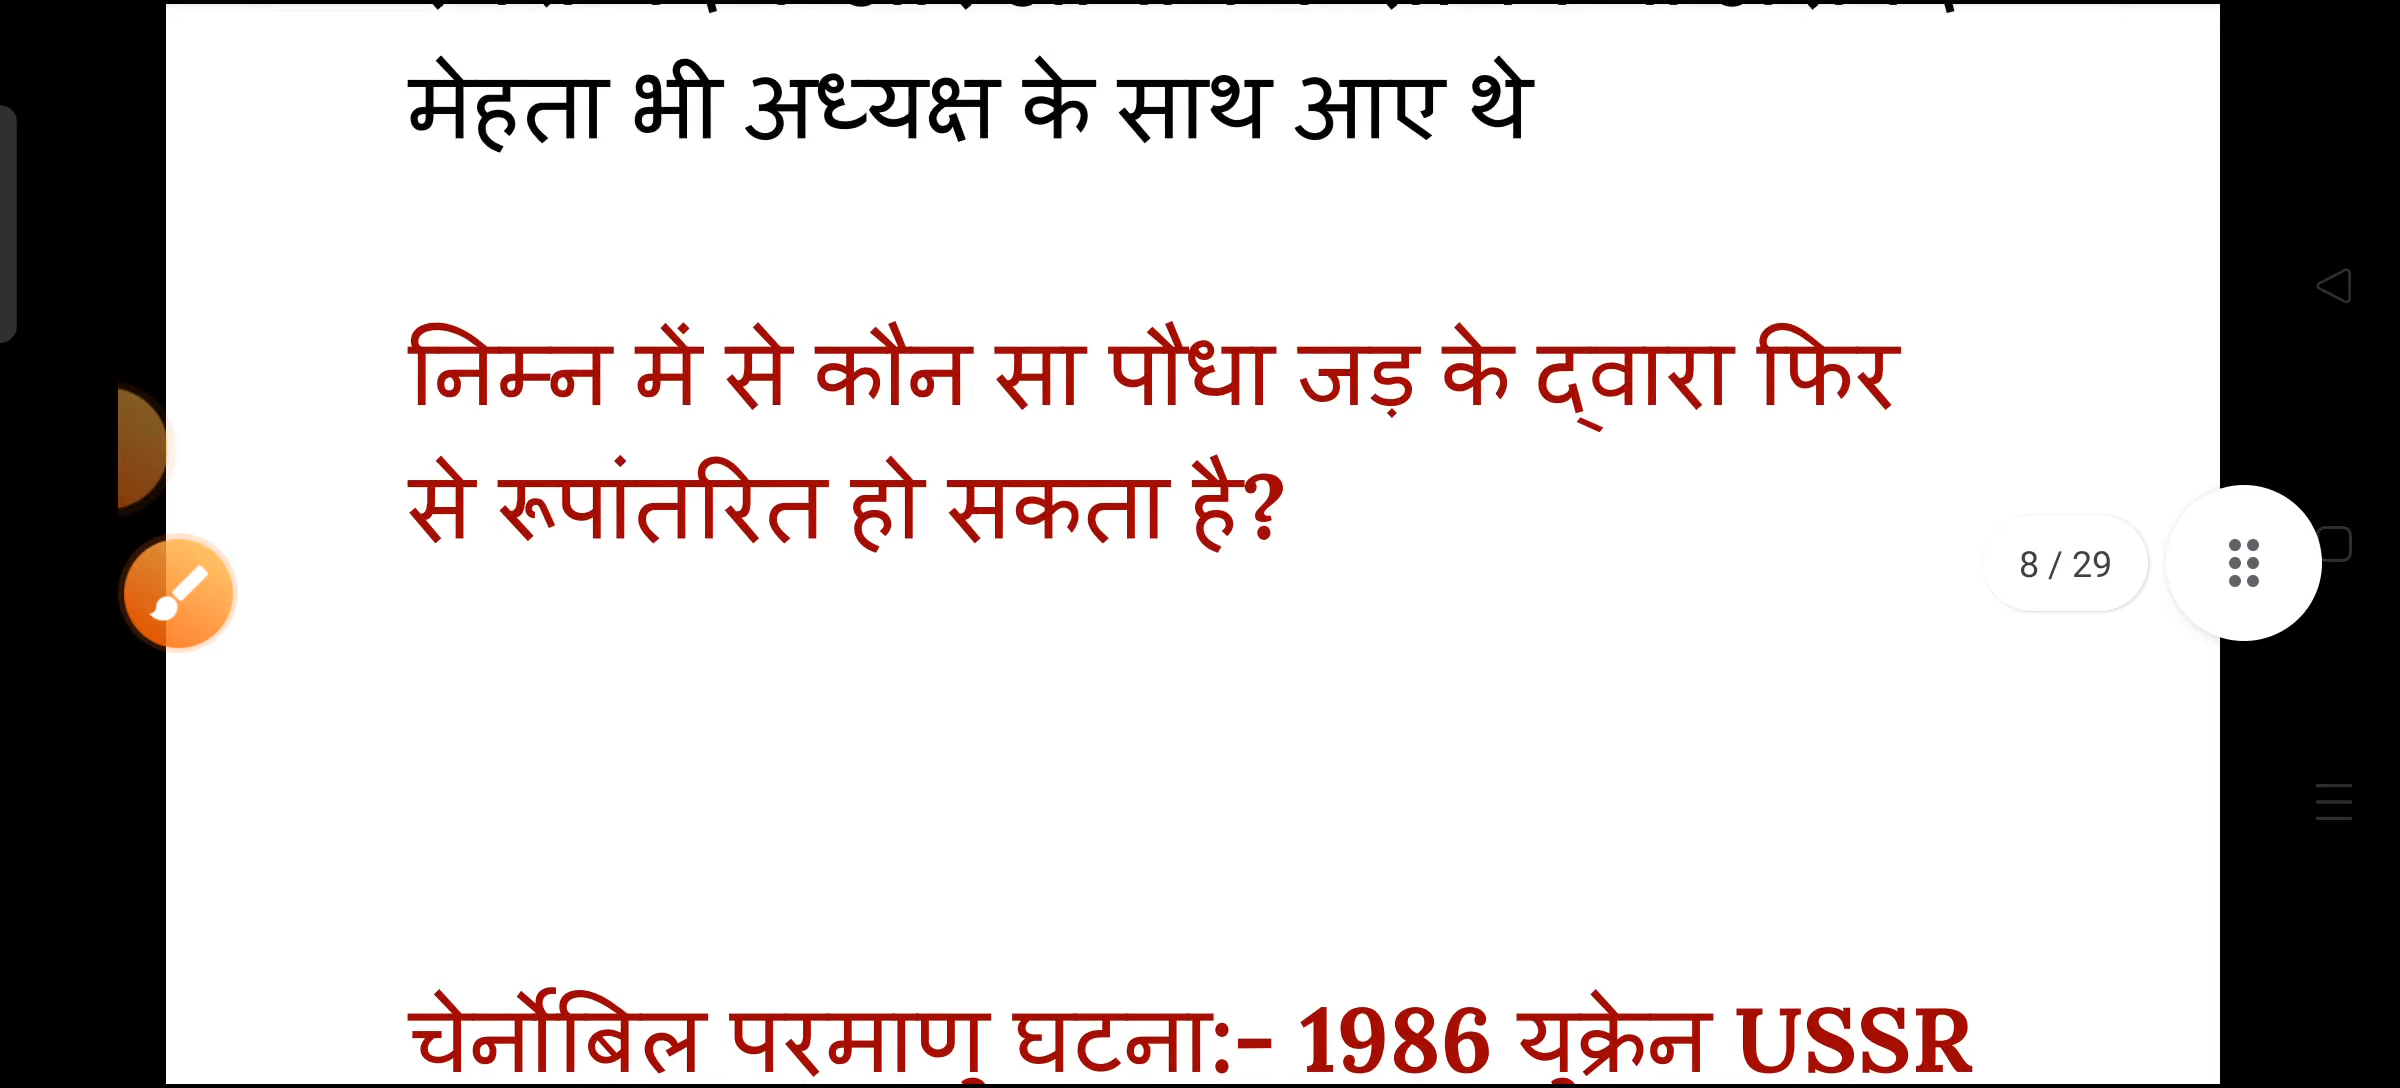 मेहता भी अध्यक्ष के साथ आए थे
निम्न में से कौन सा पौधा जड़ के द्वारा फिर
से रूपांतरित हो सकता है?
8 / 29
चेर्नोबिल परमाणु घटना:- 1986 यूक्रेन USSR